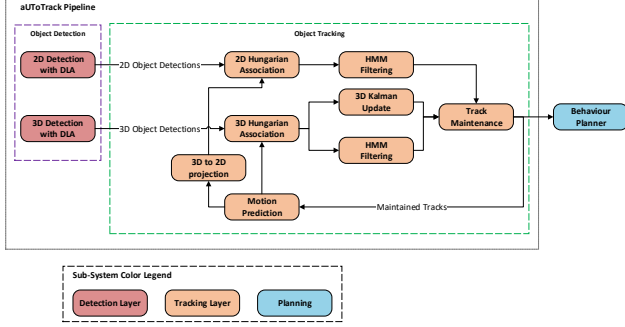 aUToTrack Pipeline
Object Detection
Object Tracking
2D Detection
with DLA
2D Object Detections
2D Hungarian
Association
HMM
Filtering
3D Detection
with DLA
3D Object Detections
3D Hungarian
Association
3D Kalman
Update
HMM
Filtering
Track
Maintenance
Behaviour
Planner
3D to 2D
projection
Motion
Prediction
Maintained Tracks
Sub-System Color Legend
Detection Layer
Tracking Layer
Planning